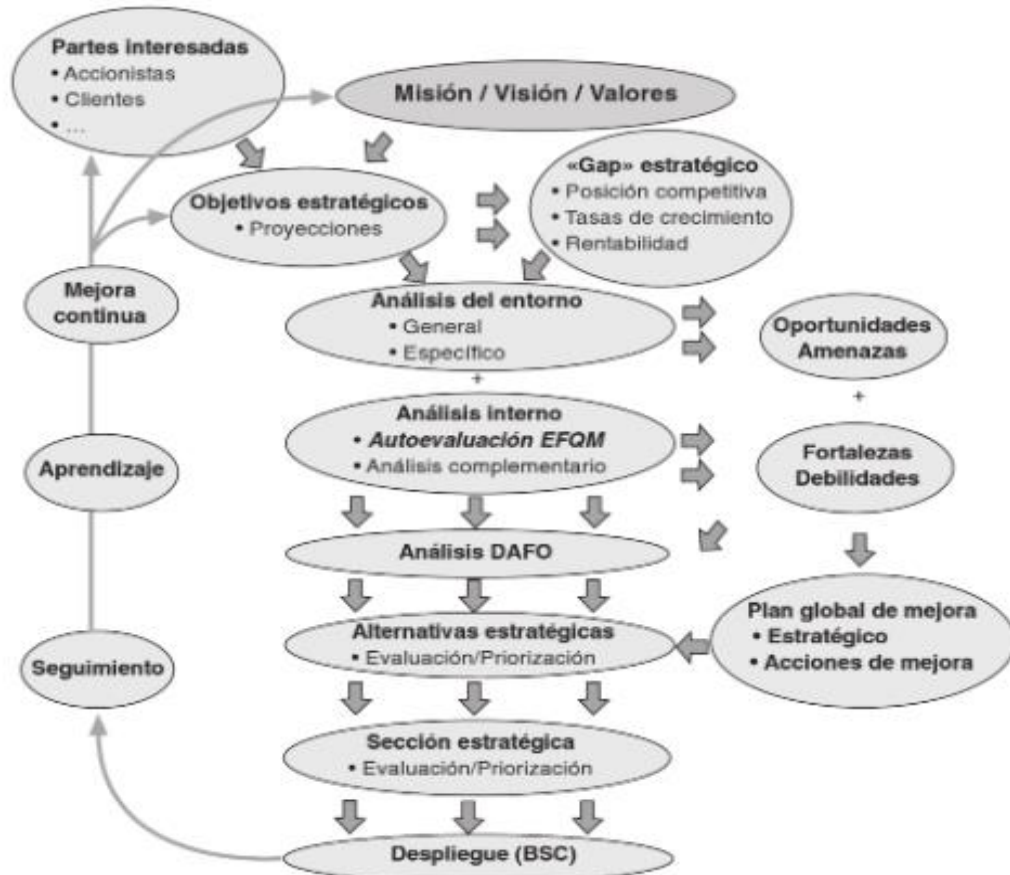 Partes interesadas
• Accionistas
• Clientes
• ...
Misión / Visión / Valores
«Gap» estratégico
• Posición competitiva
• Tasas de crecimiento
• Rentabilidad
Objetivos estratégicos
• Proyecciones
Mejora
continua
Análisis del entorno
• General
• Específico
Oportunidades
Amenazas
+
+
Análisis interno
• Autoevaluación EFQM
• Análisis complementario
Fortalezas
Debilidades
Aprendizaje
Análisis DAFO
Plan global de mejora
• Estratégico
• Acciones de mejora
Alternativas estratégicas
• Evaluación/Priorización
Seguimiento
Sección estratégica
• Evaluación/Priorización
Despliegue (BSC)